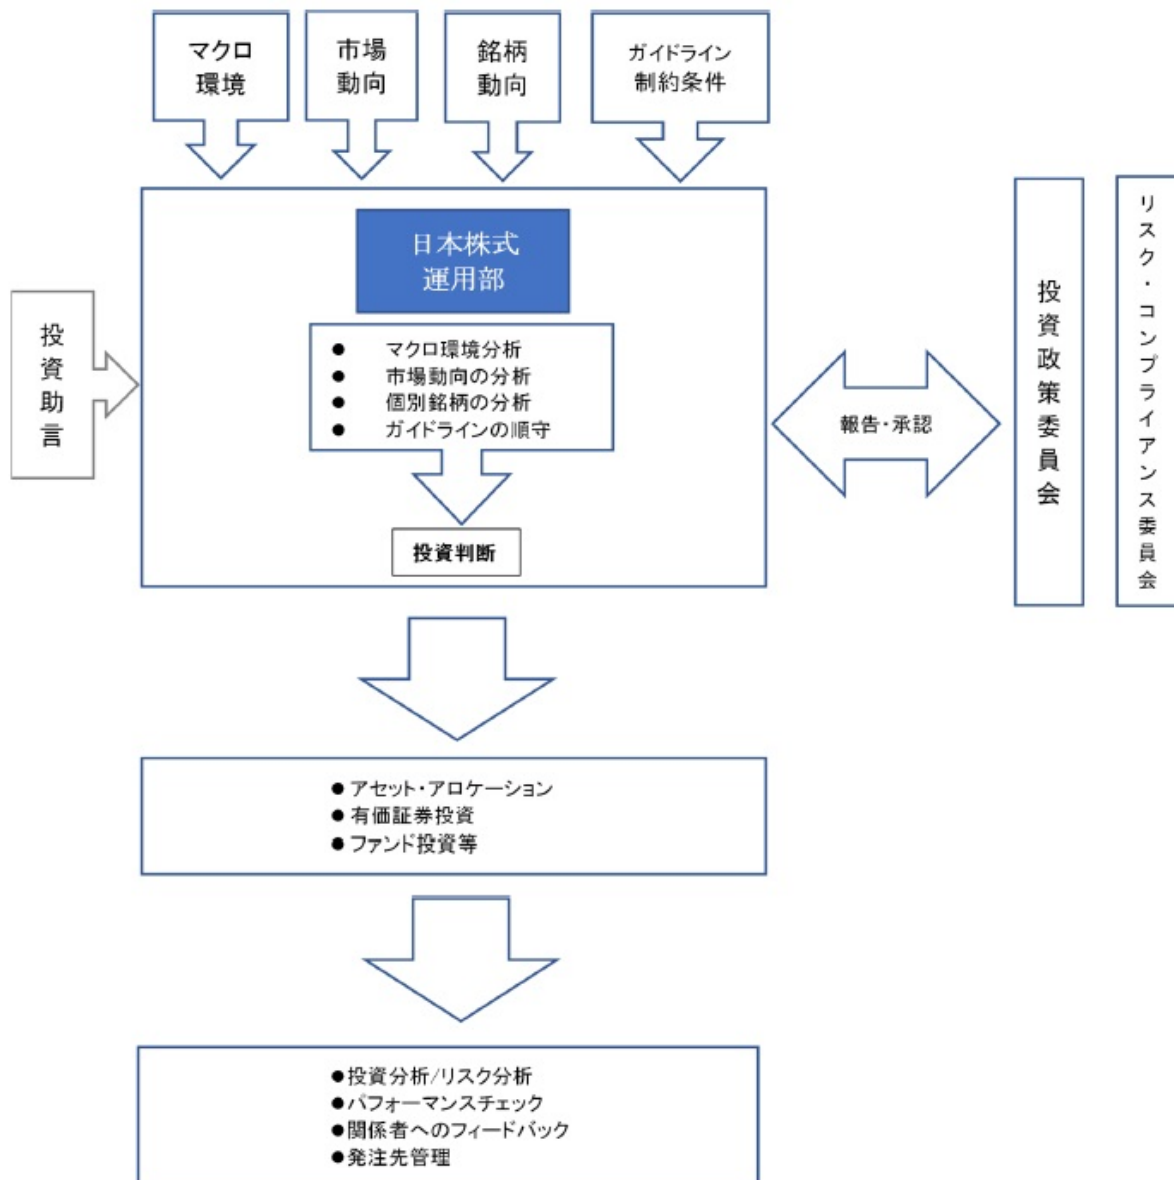 マクロ
環境
市場
動向
銘柄
動向
ガイドライン
制約条件
日本株式
運用部
● マクロ環境分析
● 市場動向の分析
● 個別銘柄の分析
● ガイドラインの順守
投資判断
投資助言
報告・承認
投資政策委員会
リスク・コンプライアンス委員会
●アセット・アロケーション
●有価証券投資
●ファンド投資等
●投資分析/リスク分析
●パフォーマンスチェック
●関係者へのフィードバック
●発注先管理